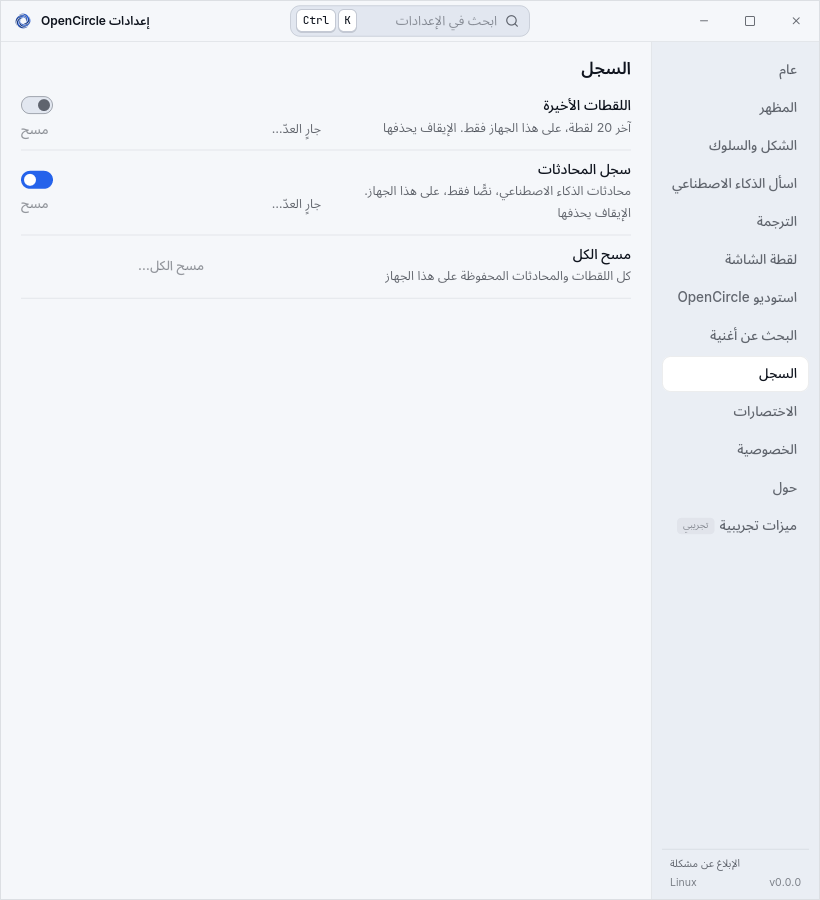 إعدادات OpenCircle
ابحث في الإعدادات
Ctrl K
عام
المظهر
الشكل والسلوك
اسأل الذكاء الاصطناعي
الترجمة
لقطة الشاشة
استوديو OpenCircle
البحث عن أغنية
السجل
الاختصارات
الخصوصية
حول
ميزات تجريبية تجريبي
الإبلاغ عن مشكلة
Linux v0.0.0
السجل
اللقطات الأخيرة
آخر 20 لقطة، على هذا الجهاز فقط. الإيقاف يحذفها
جارٍ العدّ...
مسح
سجل المحادثات
محادثات الذكاء الاصطناعي، نصًّا فقط، على هذا الجهاز.
الإيقاف يحذفها
جارٍ العدّ...
مسح
مسح الكل
كل اللقطات والمحادثات المحفوظة على هذا الجهاز
مسح الكل...